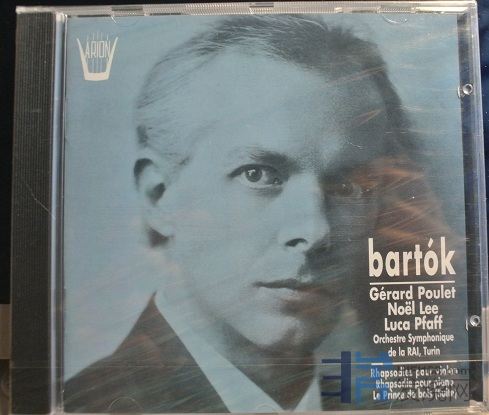 ARION
bartók
Gérard Poulet
Noël Lee
Luca Pfaff
Orchestre Symphonique
de la RAI, Turin
Rhapsodies pour violon
Rhapsodie pour piano
Le Prince de bois (Suite)